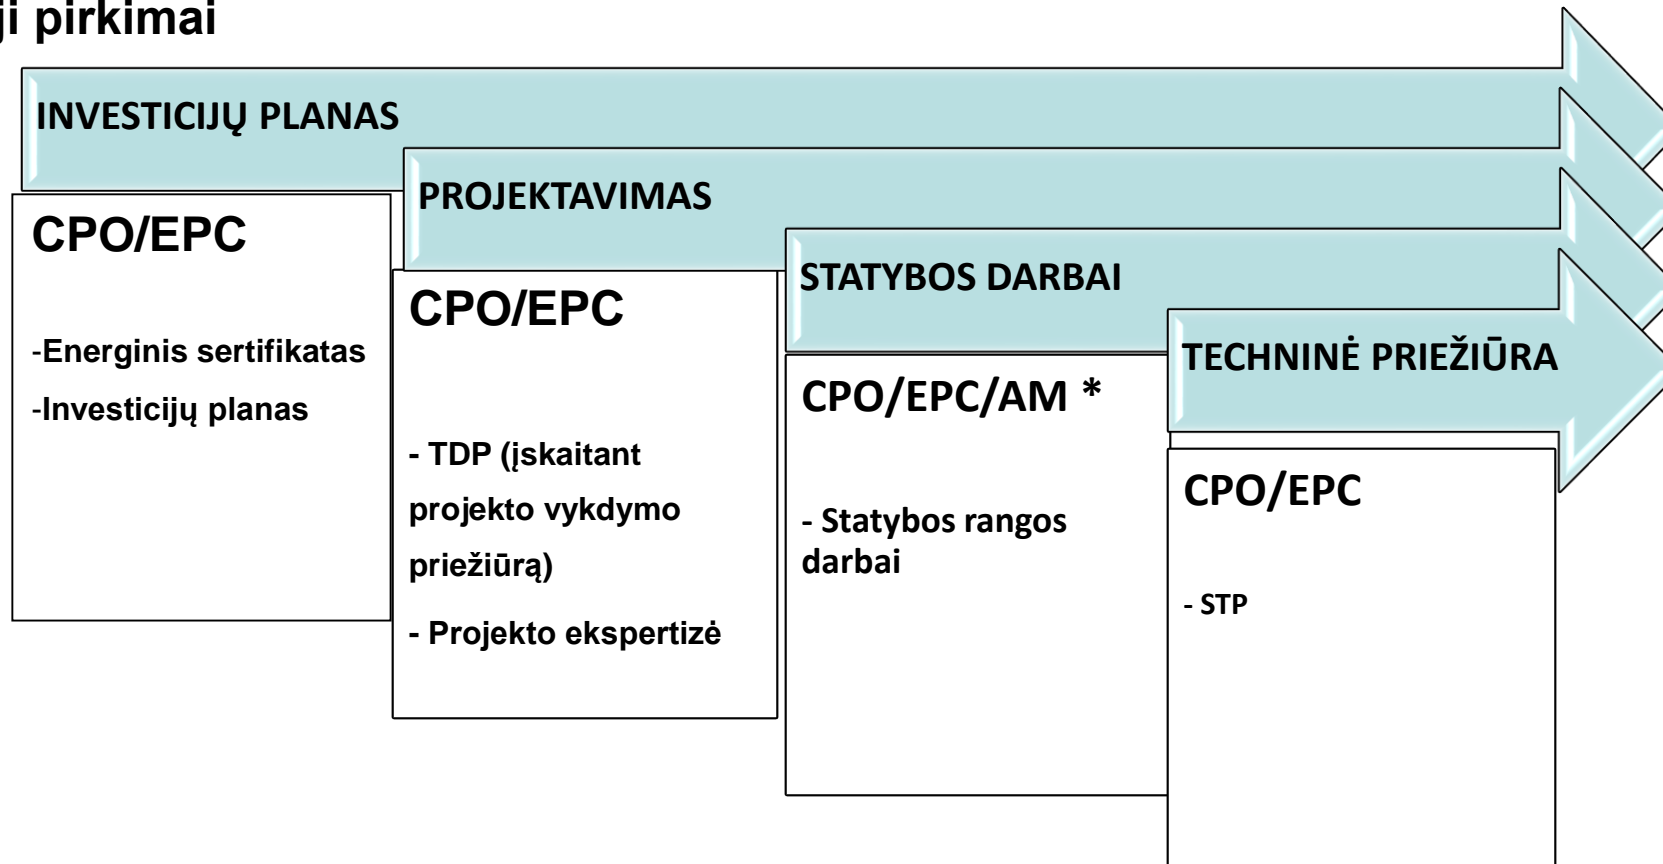 ji pirkimai
INVESTICIJŲ PLANAS
CPO/EPC
-Energinis sertifikatas
-Investicijų planas
PROJEKTAVIMAS
CPO/EPC
- TDP (įskaitant
projekto vykdymo
priežiūrą)
- Projekto ekspertizė
STATYBOS DARBAI
CPO/EPC/AM *
- Statybos rangos
darbai
TECHNINĖ PRIEŽIŪRA
CPO/EPC
- STP